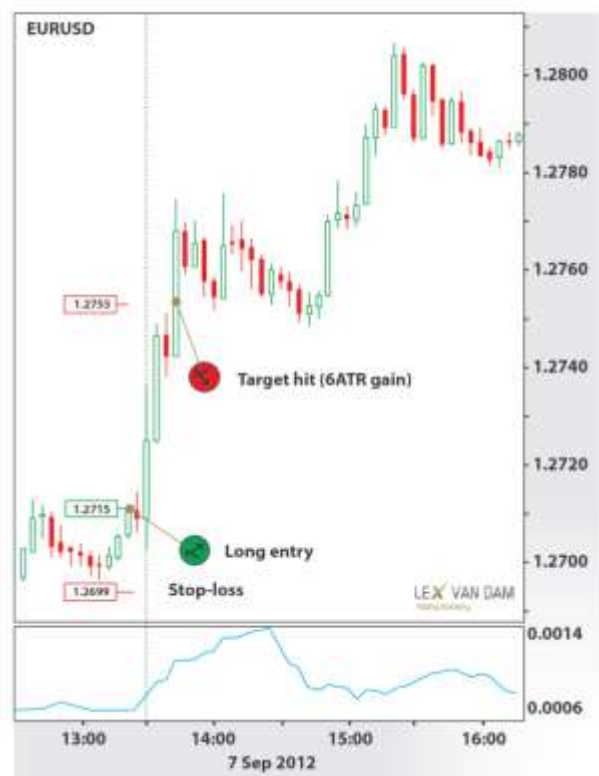 EURUSD
1.2800
1.2780
1.2760
1.2753
1.2740
Target hit (6ATR gain)
1.2720
1.2715
Long entry
1.2700
1.2699
Stop-loss
LEX VAN DAM
0.0014
0.0006
13:00 14:00 15:00 16:00
7 Sep 2012